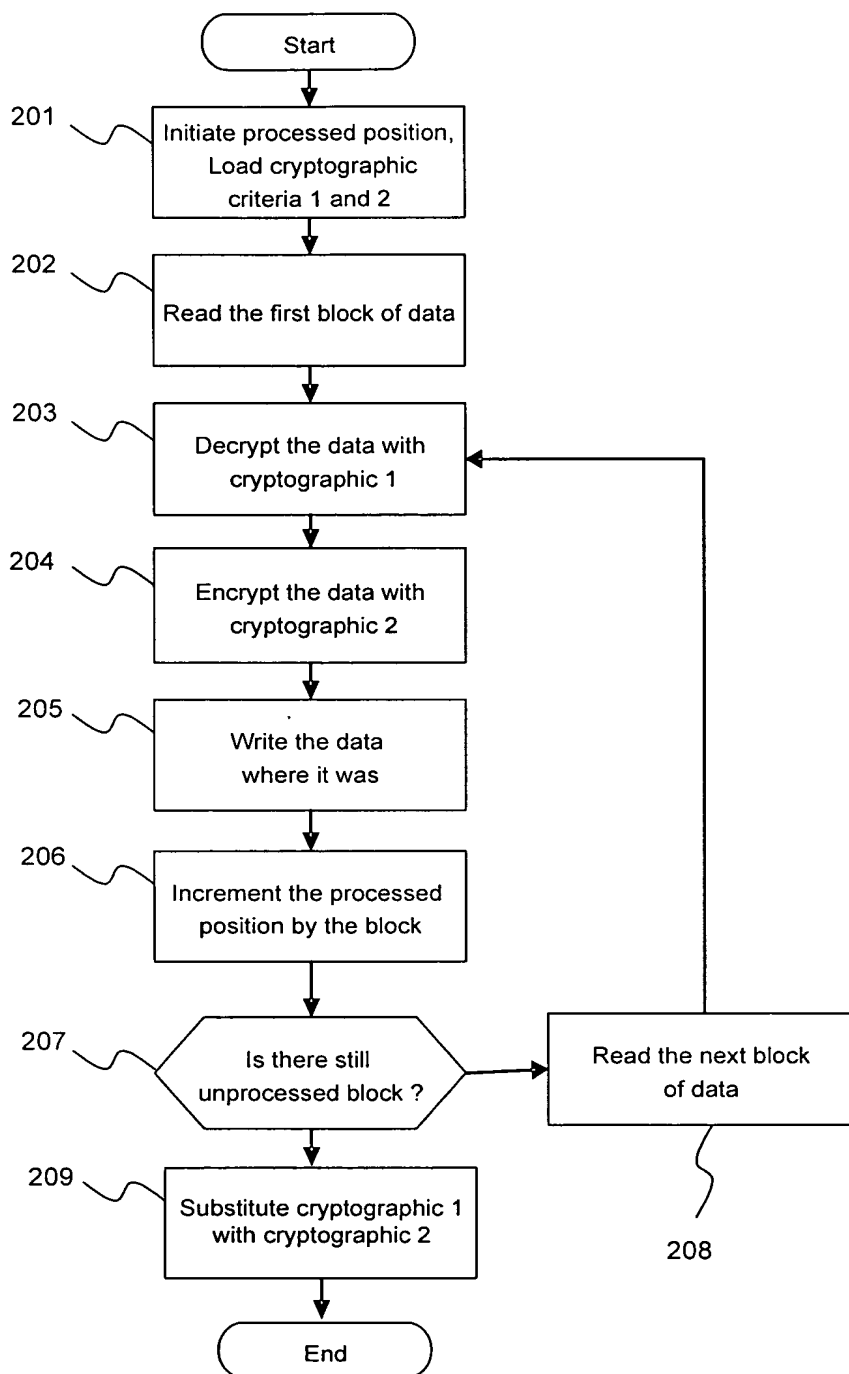 Start
201
Initiate processed position,
Load cryptographic
criteria 1 and 2
202
Read the first block of data
203
Decrypt the data with
cryptographic 1
204
Encrypt the data with
cryptographic 2
205
Write the data
where it was
206
Increment the processed
position by the block
207
Is there still
unprocessed block ?
Read the next block
of data
208
209
Substitute cryptographic 1
with cryptographic 2
End